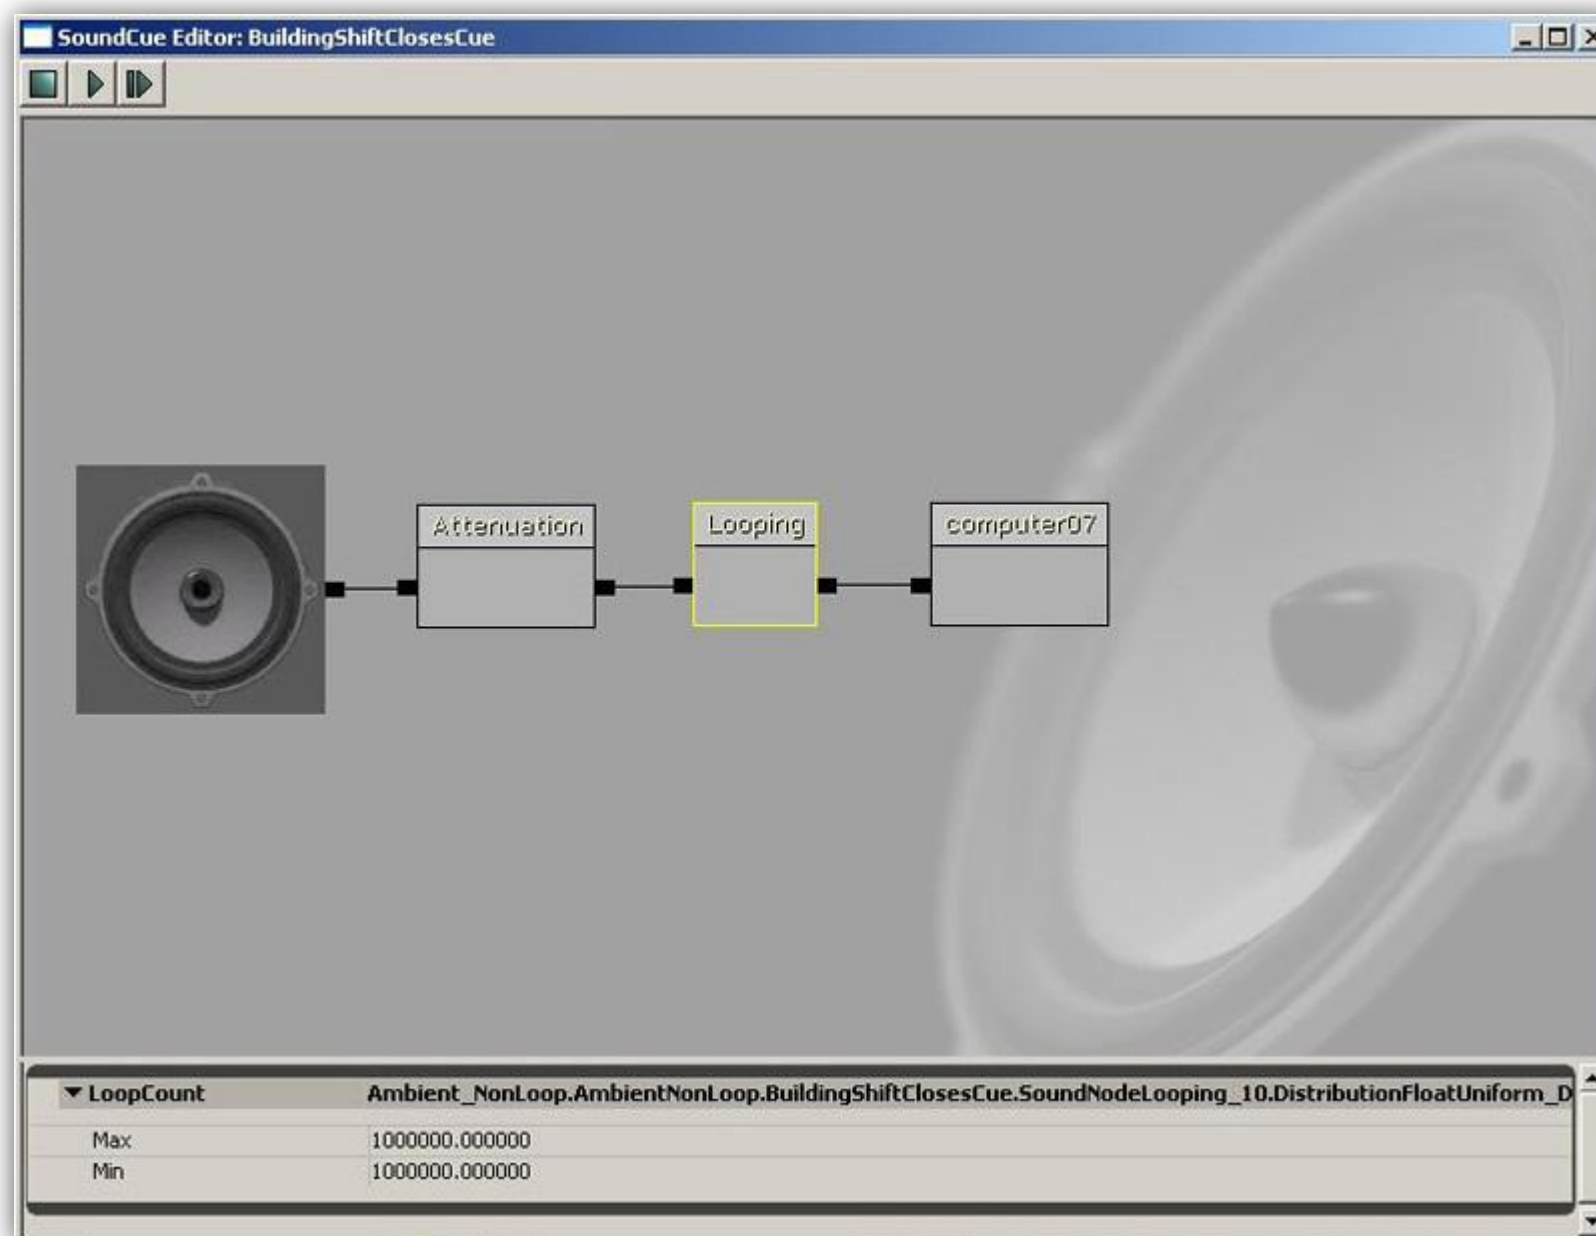 SoundCue Editor: BuildingShiftClosesCue
Attenuation
Looping
computer07
LoopCount Ambient_NonLoop.AmbientNonLoop.BuildingShiftClosesCue.SoundNodeLooping_10.DistributionFloatUniform_D
Max 1000000.000000
Min 1000000.000000